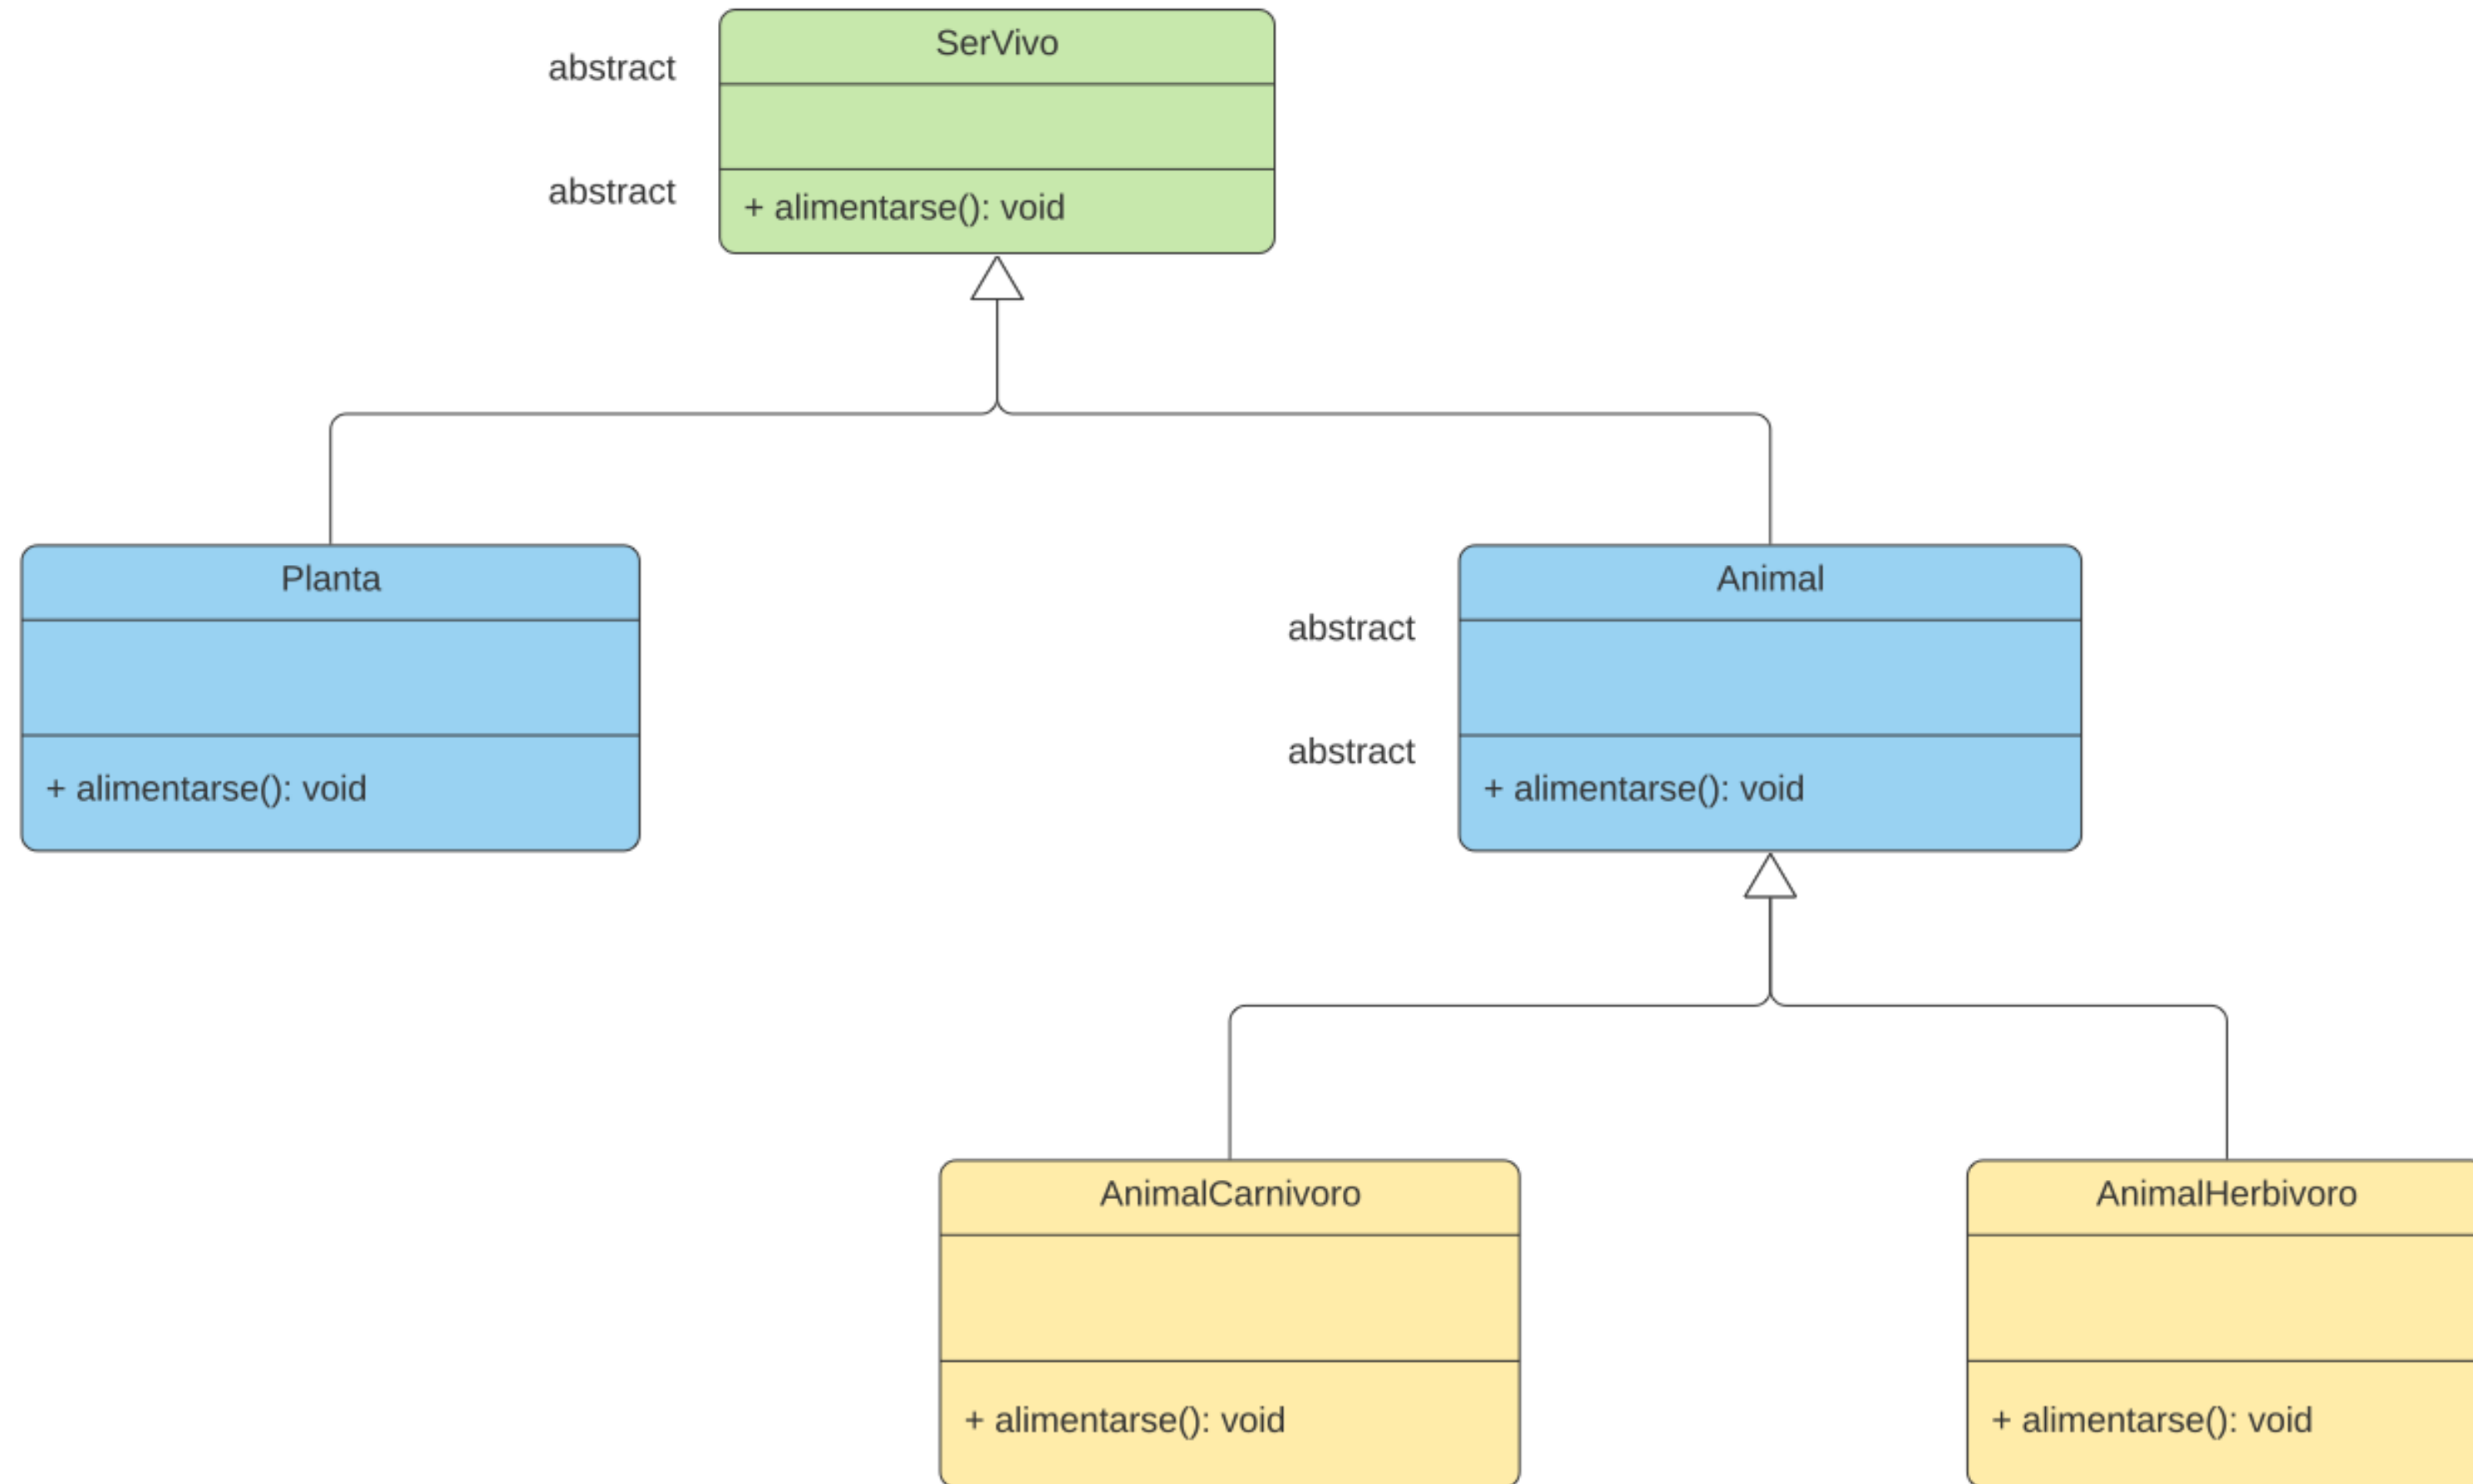 SerVivo
abstract
abstract
+ alimentarse(): void
Planta
Animal
abstract
abstract
+ alimentarse(): void
+ alimentarse(): void
AnimalCarnivoro
AnimalHerbivoro
+ alimentarse(): void
+ alimentarse(): void